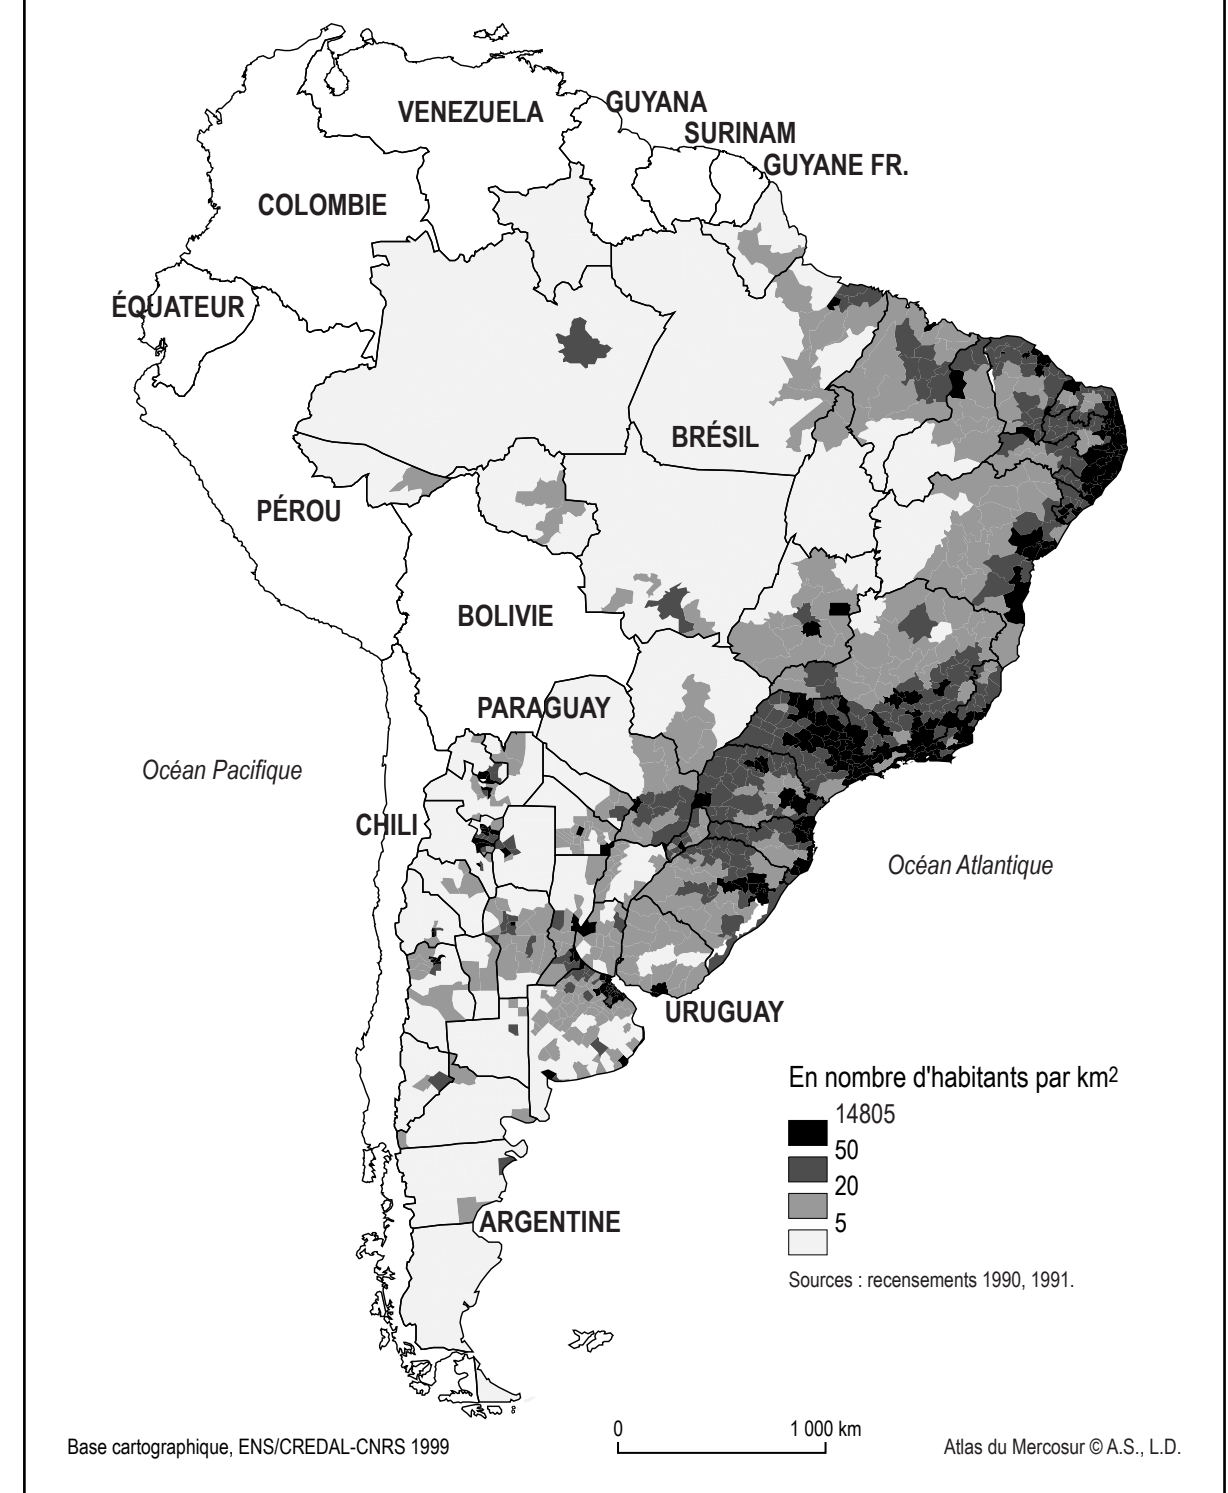 VENEZUELA
GUYANA
SURINAM
GUYANE FR.
COLOMBIE
ÉQUATEUR
BRÉSIL
PÉROU
BOLIVIE
PARAGUAY
Océan Pacifique
CHILI
Océan Atlantique
URUGUAY
En nombre d'habitants par km2
14805
50
20
5
ARGENTINE
Sources : recensements 1990, 1991.
0 1 000 km
Base cartographique, ENS/CREDAL-CNRS 1999
Atlas du Mercosur © A.S., L.D.